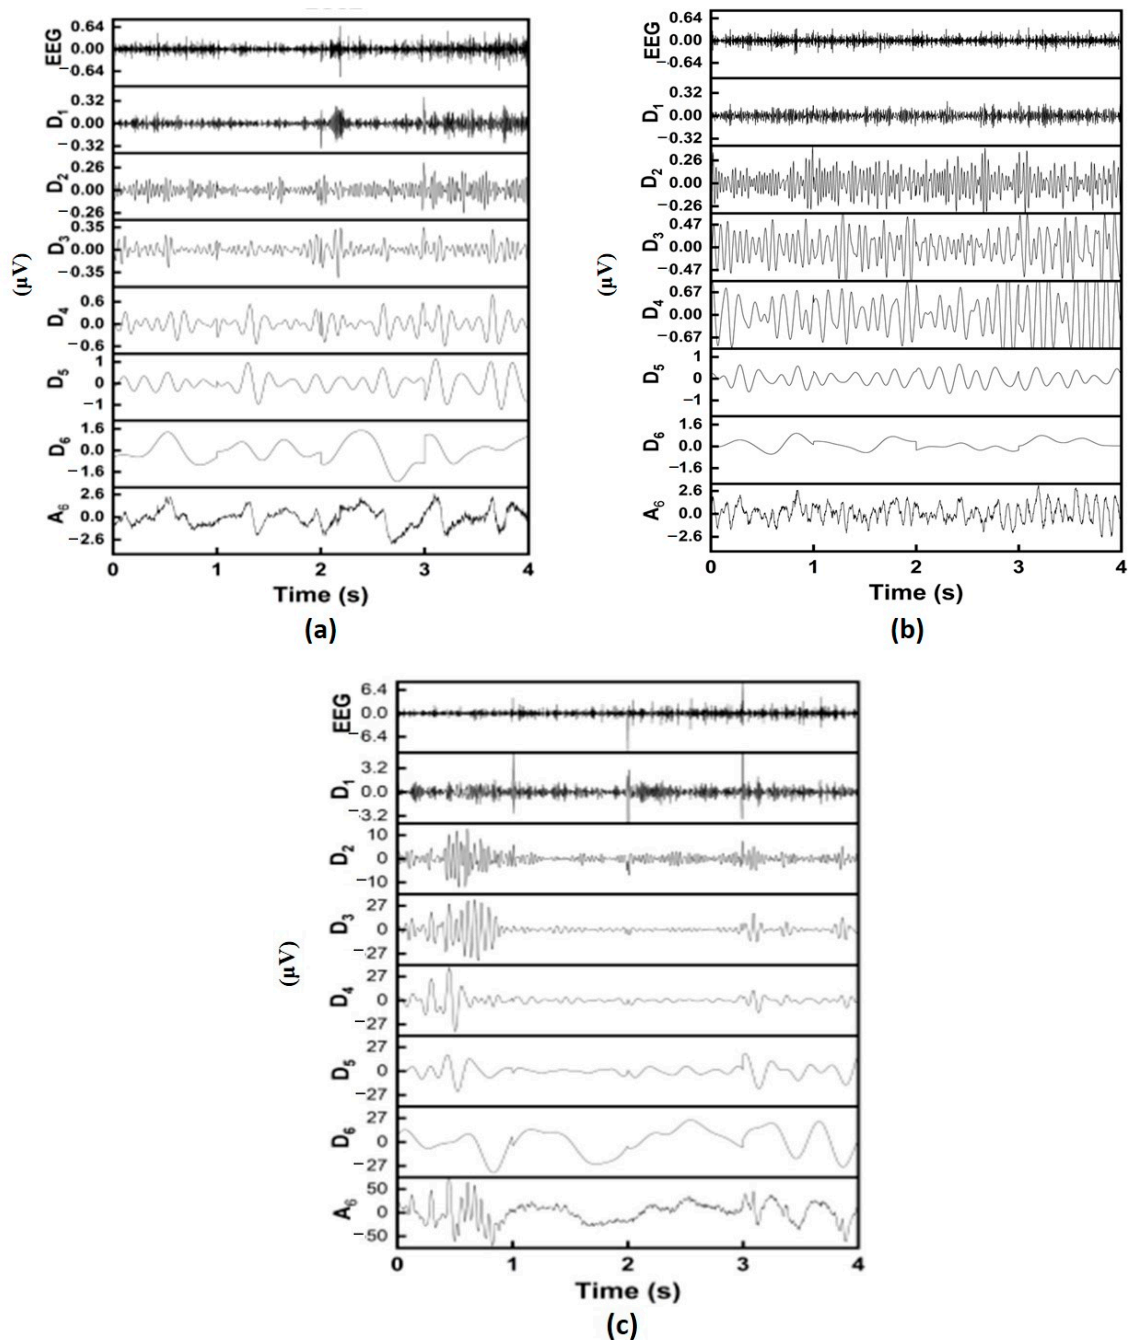 EEG 0.64 0.00 −0.64
D1 0.32 0.00 −0.32
D2 0.26 0.00 −0.26
D3 0.35 0.00 −0.35
D4 0.6 0.0 −0.6
D5 1 0 −1
D6 1.6 0.0 −1.6
A6 2.6 0.0 −2.6
(μV)
0 1 2 3 4
Time (s)
(a)
EEG 0.64 0.00 −0.64
D1 0.32 0.00 −0.32
D2 0.26 0.00 −0.26
D3 0.47 0.00 −0.47
D4 0.67 0.00 −0.67
D5 1 0 −1
D6 1.6 0.0 −1.6
A6 2.6 0.0 −2.6
(μV)
0 1 2 3 4
Time (s)
(b)
EEG 6.4 0.0 −6.4
D1 3.2 0.0 −3.2
D2 10 0 −10
D3 27 0 −27
D4 27 0 −27
D5 27 0 −27
D6 27 0 −27
A6 50 0 −50
(μV)
0 1 2 3 4
Time (s)
(c)